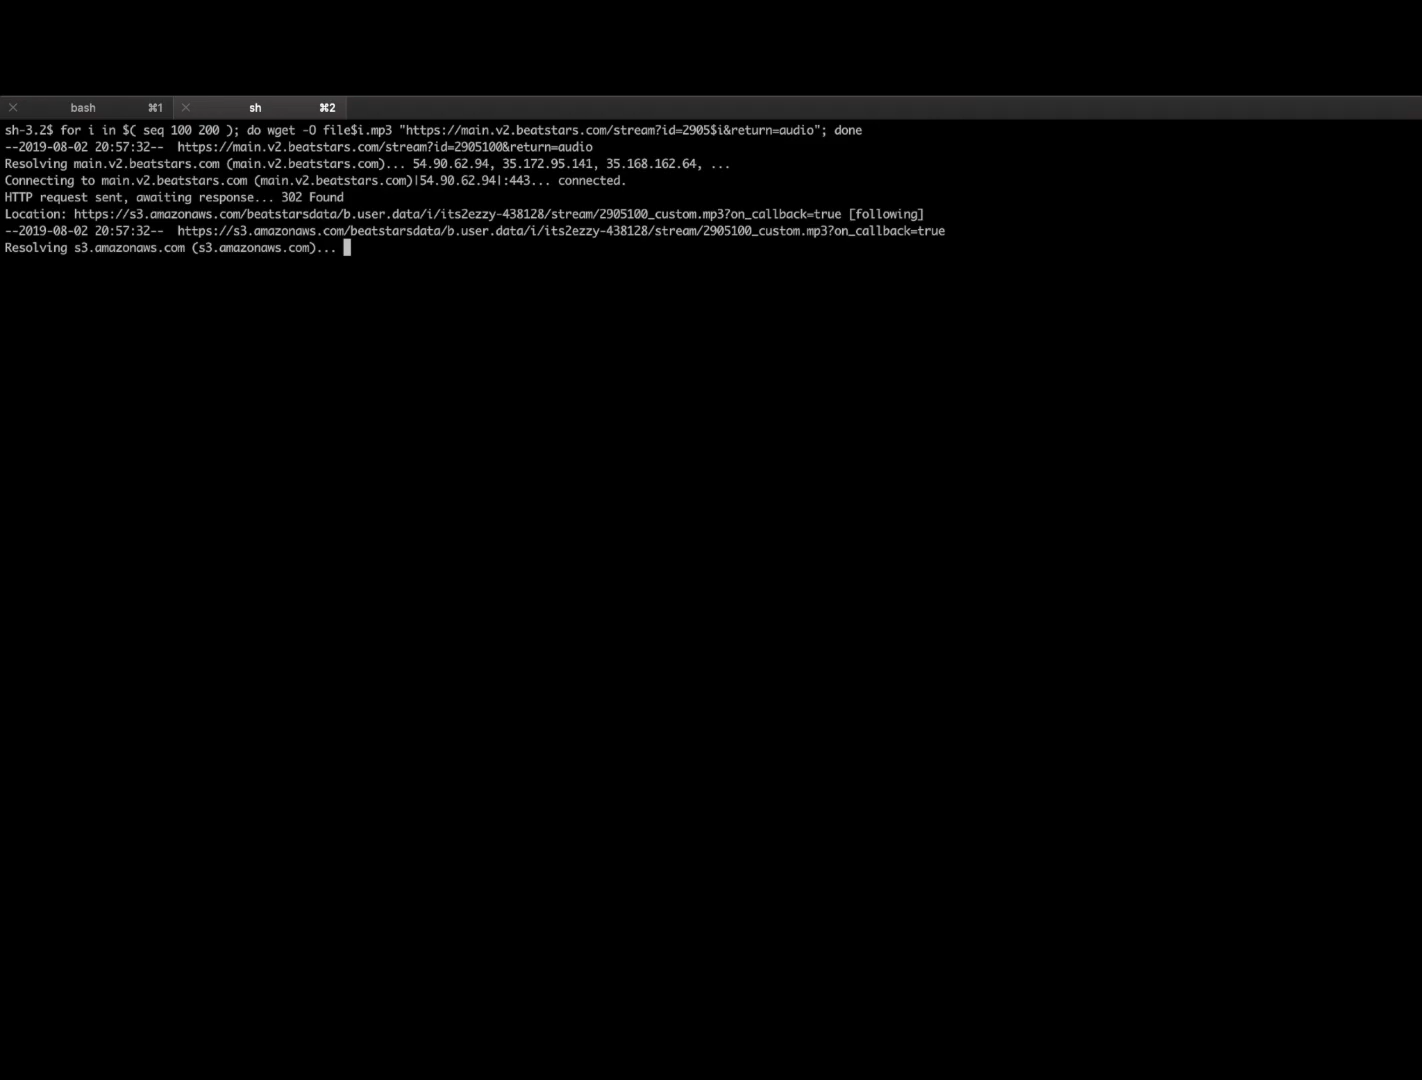 bash ⌘1 sh ⌘2
sh-3.2$ for i in $( seq 100 200 ); do wget -O file$i.mp3 "https://main.v2.beatstars.com/stream?id=2905$i&return=audio"; done
--2019-08-02 20:57:32--  https://main.v2.beatstars.com/stream?id=2905100&return=audio
Resolving main.v2.beatstars.com (main.v2.beatstars.com)... 54.90.62.94, 35.172.95.141, 35.168.162.64, ...
Connecting to main.v2.beatstars.com (main.v2.beatstars.com)|54.90.62.94|:443... connected.
HTTP request sent, awaiting response... 302 Found
Location: https://s3.amazonaws.com/beatstarsdata/b.user.data/i/its2ezzy-438128/stream/2905100_custom.mp3?on_callback=true [following]
--2019-08-02 20:57:32--  https://s3.amazonaws.com/beatstarsdata/b.user.data/i/its2ezzy-438128/stream/2905100_custom.mp3?on_callback=true
Resolving s3.amazonaws.com (s3.amazonaws.com)...